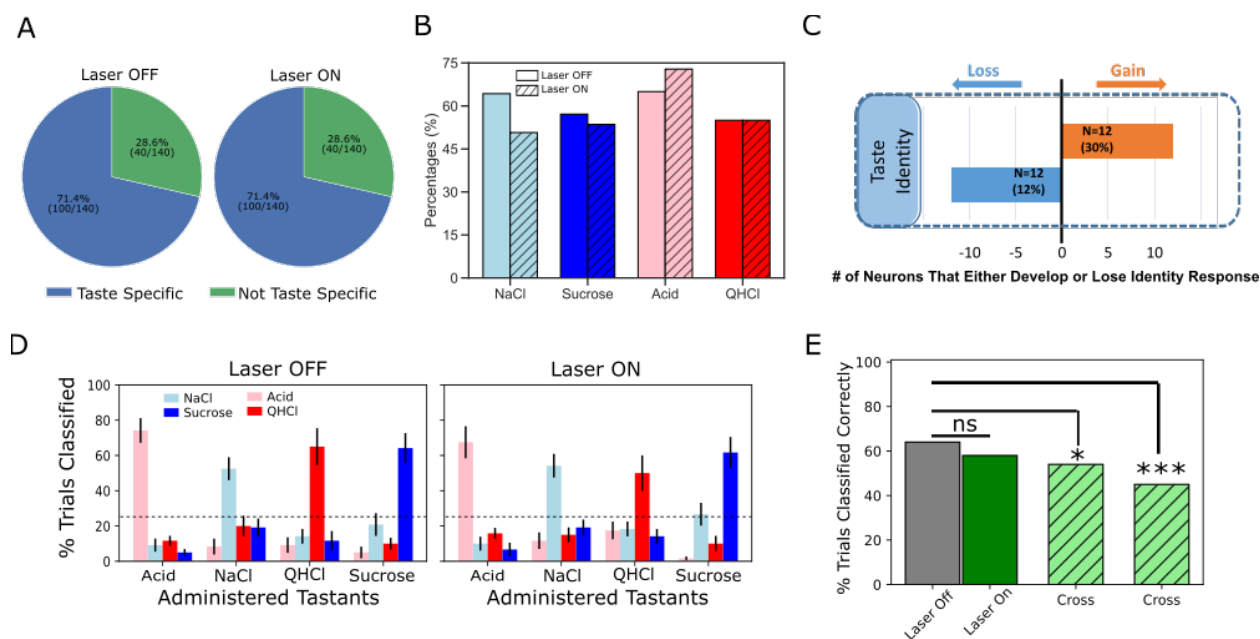 A
Laser OFF
Laser ON
28.6%
(40/140)
71.4%
(100/140)
28.6%
(40/140)
71.4%
(100/140)
Taste Specific
Not Taste Specific
B
Percentages (%)
75
60
45
30
15
0
Laser OFF
Laser ON
NaCl
Sucrose
Acid
QHCl
C
Loss
Gain
Taste
Identity
N=12
(30%)
N=12
(12%)
-10
-5
0
5
10
# of Neurons That Either Develop or Lose Identity Response
D
Laser OFF
Laser ON
% Trials Classified
100
80
60
40
20
0
NaCl
Sucrose
Acid
QHCl
Acid
NaCl
QHCl
Sucrose
Administered Tastants
Acid
NaCl
QHCl
Sucrose
Administered Tastants
E
% Trials Classified Correctly
100
80
60
40
20
0
ns
*
***
Laser Off
Laser On
Cross
Cross